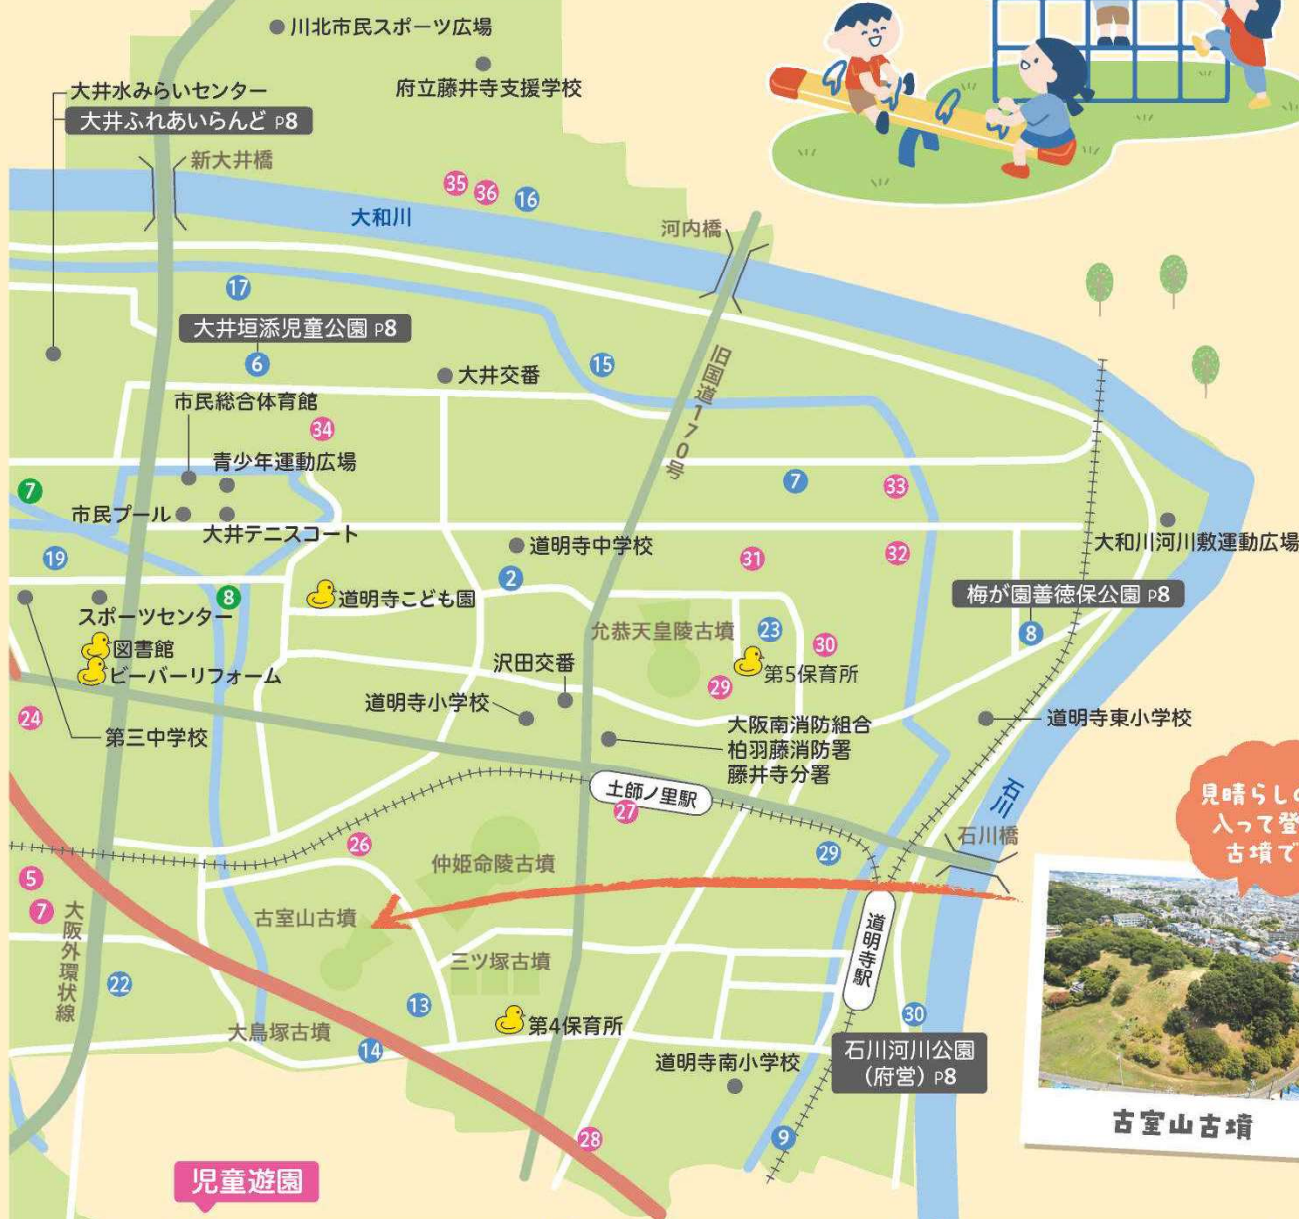 川北市民スポーツ広場
府立藤井寺支援学校
大井水みらいセンター
大井ふれあいらんど P8
新大井橋
35
36
16
大和川
河内橋
17
大井垣添児童公園 P8
6
大井交番
15
旧国道170号
市民総合体育館
34
青少年運動広場
7
7
33
市民プール
大井テニスコート
大和川河川敷運動広場
19
道明寺中学校
31
32
2
8
道明寺こども園
梅が園善徳保公園 P8
スポーツセンター
允恭天皇陵古墳
23
30
8
図書館
ビーバーリフォーム
沢田交番
第5保育所
29
道明寺小学校
24
第三中学校
大阪南消防組合
柏羽藤消防署
藤井寺分署
道明寺東小学校
土師ノ里駅
27
石川
石川橋
見晴らしの
入って登
古墳で
26
仲姫命陵古墳
29
5
7
大阪外環状線
古室山古墳
道明寺駅
三ツ塚古墳
22
13
第4保育所
30
大鳥塚古墳
14
道明寺南小学校
石川河川公園
(府営) P8
古室山古墳
28
9
児童遊園